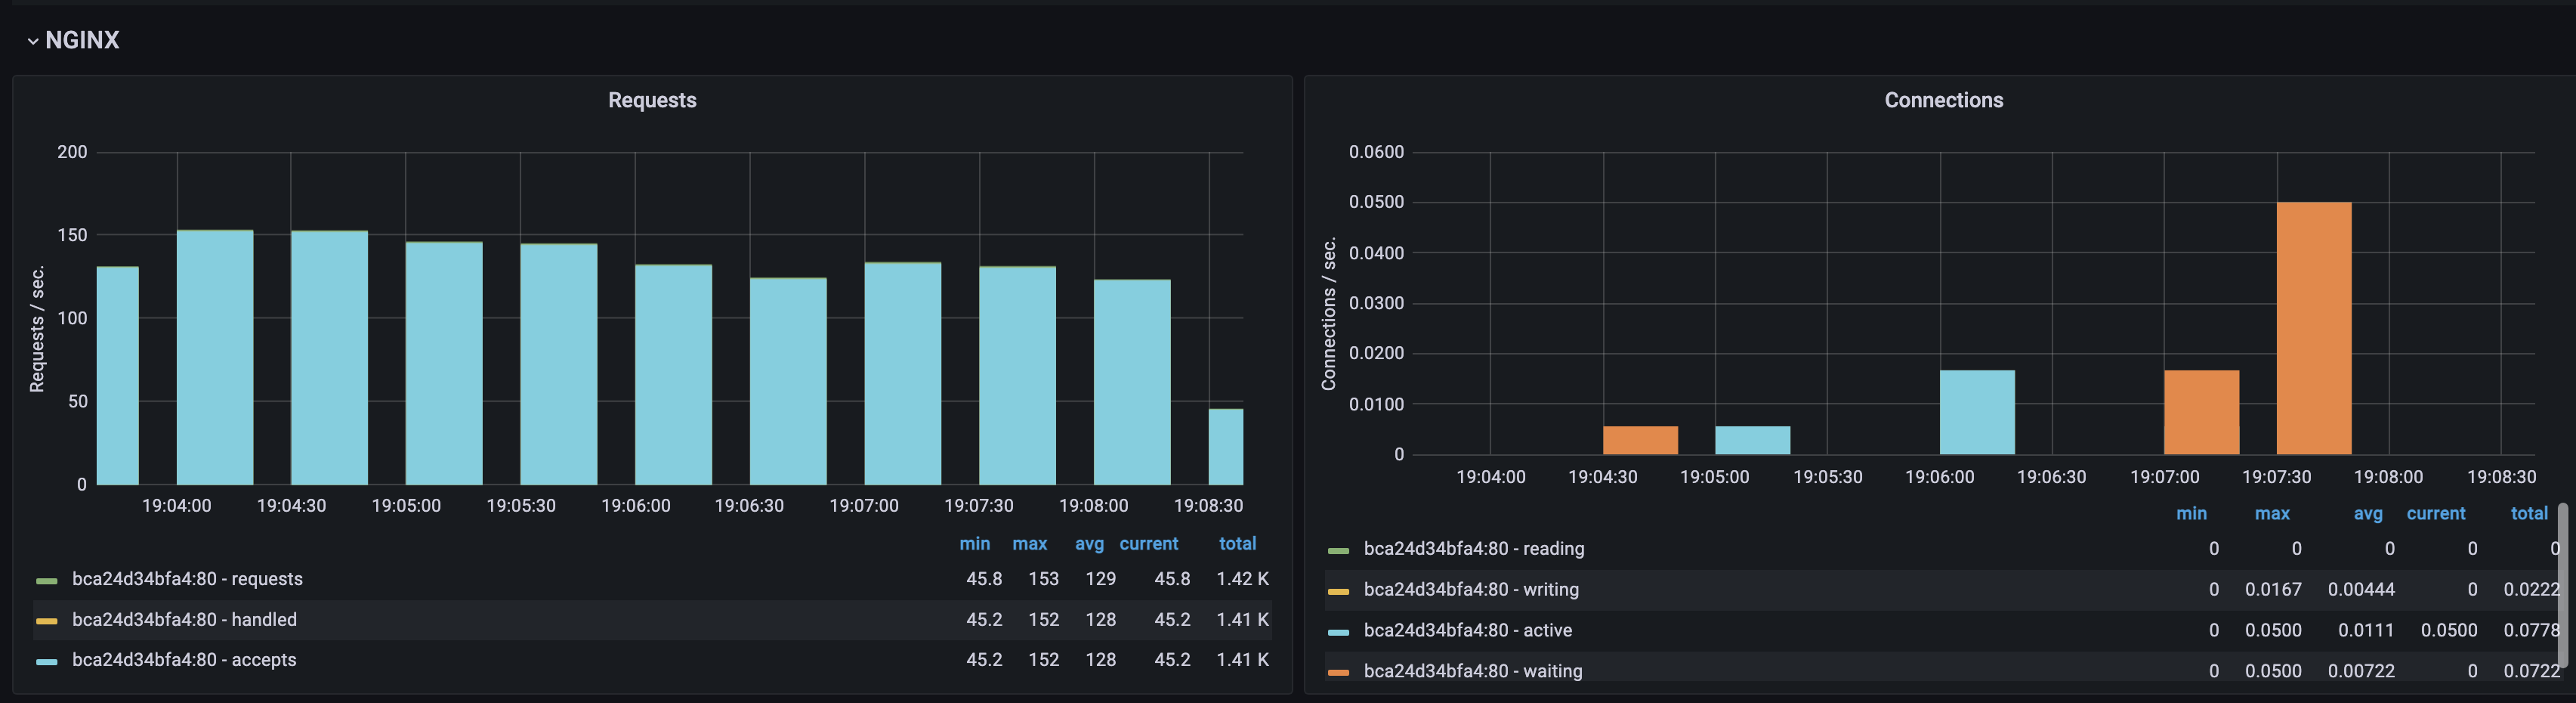 NGINX
Requests
Requests / sec.
200
150
100
50
0
19:04:00 19:04:30 19:05:00 19:05:30 19:06:00 19:06:30 19:07:00 19:07:30 19:08:00 19:08:30
min max avg current total
bca24d34bfa4:80 - requests 45.8 153 129 45.8 1.42 K
bca24d34bfa4:80 - handled 45.2 152 128 45.2 1.41 K
bca24d34bfa4:80 - accepts 45.2 152 128 45.2 1.41 K
Connections
Connections / sec.
0.0600
0.0500
0.0400
0.0300
0.0200
0.0100
0
19:04:00 19:04:30 19:05:00 19:05:30 19:06:00 19:06:30 19:07:00 19:07:30 19:08:00 19:08:30
min max avg current total
bca24d34bfa4:80 - reading 0 0 0 0 0
bca24d34bfa4:80 - writing 0 0.0167 0.00444 0 0.0222
bca24d34bfa4:80 - active 0 0.0500 0.0111 0.0500 0.0778
bca24d34bfa4:80 - waiting 0 0.0500 0.00722 0 0.0722